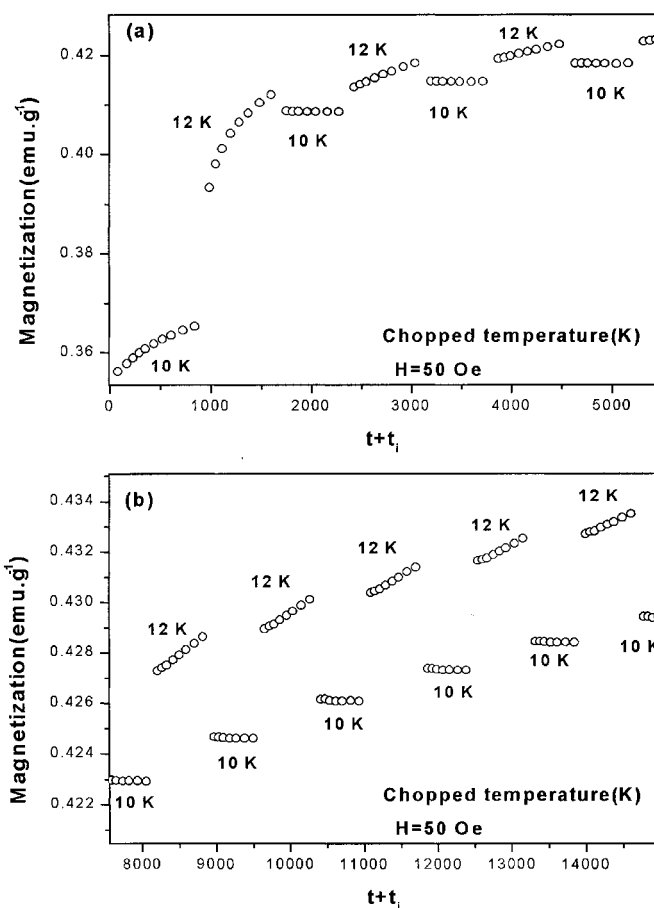 (a)
12 K
12 K
12 K
10 K
10 K
10 K
10 K
0.42
0.40
0.38
0.36
Magnetization(emu.g⁻¹)
Chopped temperature(K)
H=50 Oe
0
1000
2000
3000
4000
5000
t+tᵢ
(b)
12 K
12 K
12 K
12 K
12 K
10 K
10 K
10 K
10 K
10 K
10 K
0.434
0.432
0.430
0.428
0.426
0.424
0.422
Magnetization(emu.g⁻¹)
Chopped temperature(K)
H=50 Oe
8000
9000
10000
11000
12000
13000
14000
t+tᵢ